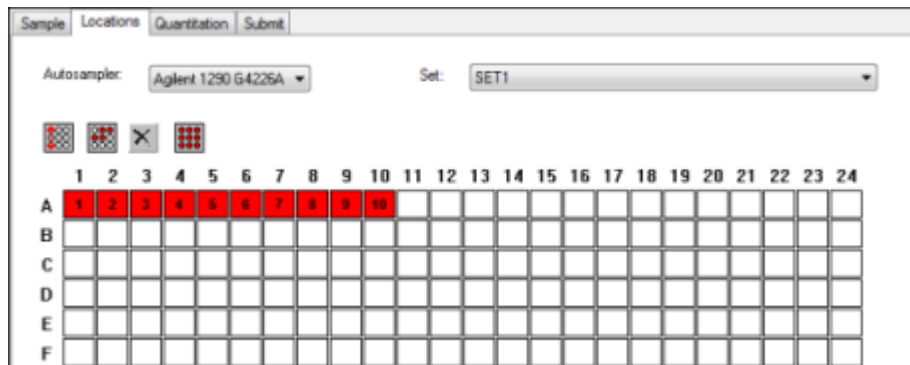 Sample Locations Quantitation Submit
Autosampler: Agilent 1290 G4226A Set: SET1
1 2 3 4 5 6 7 8 9 10 11 12 13 14 15 16 17 18 19 20 21 22 23 24
A 1 2 3 4 5 6 7 8 9 10
B
C
D
E
F